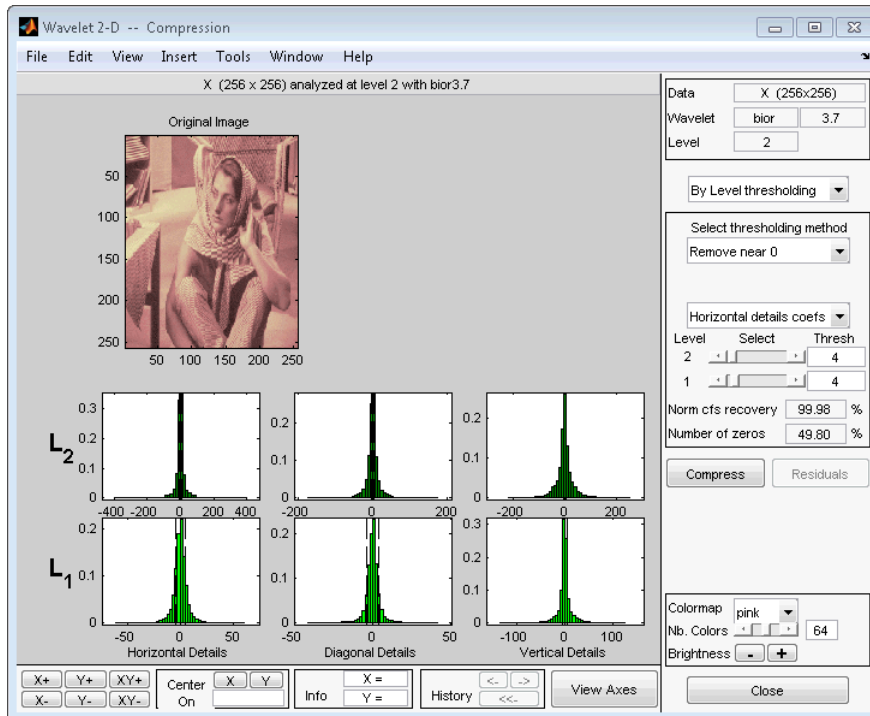 Wavelet 2-D -- Compression
File Edit View Insert Tools Window Help
X (256 x 256) analyzed at level 2 with bior3.7
Original Image
50
100
150
200
250
50 100 150 200 250
L2
0.3
0.2
0.1
0
-400 -200 0 200 400
0.2
0.1
0
-200 0 200
0.2
0.1
0
-200 0 200
L1
0.2
0.1
0
-50 0 50
Horizontal Details
0.2
0.1
0
-50 0 50
Diagonal Details
0.3
0.2
0.1
0
-100 0 100
Vertical Details
Data X (256x256)
Wavelet bior 3.7
Level 2
By Level thresholding
Select thresholding method
Remove near 0
Horizontal details coefs
Level Select Thresh
2 4
1 4
Norm cfs recovery 99.98 %
Number of zeros 49.80 %
Compress Residuals
Colormap pink
Nb. Colors 64
Brightness - +
X+ Y+ XY+
X- Y- XY-
Center On X Y
Info X = Y =
History <- -> <<-
View Axes
Close